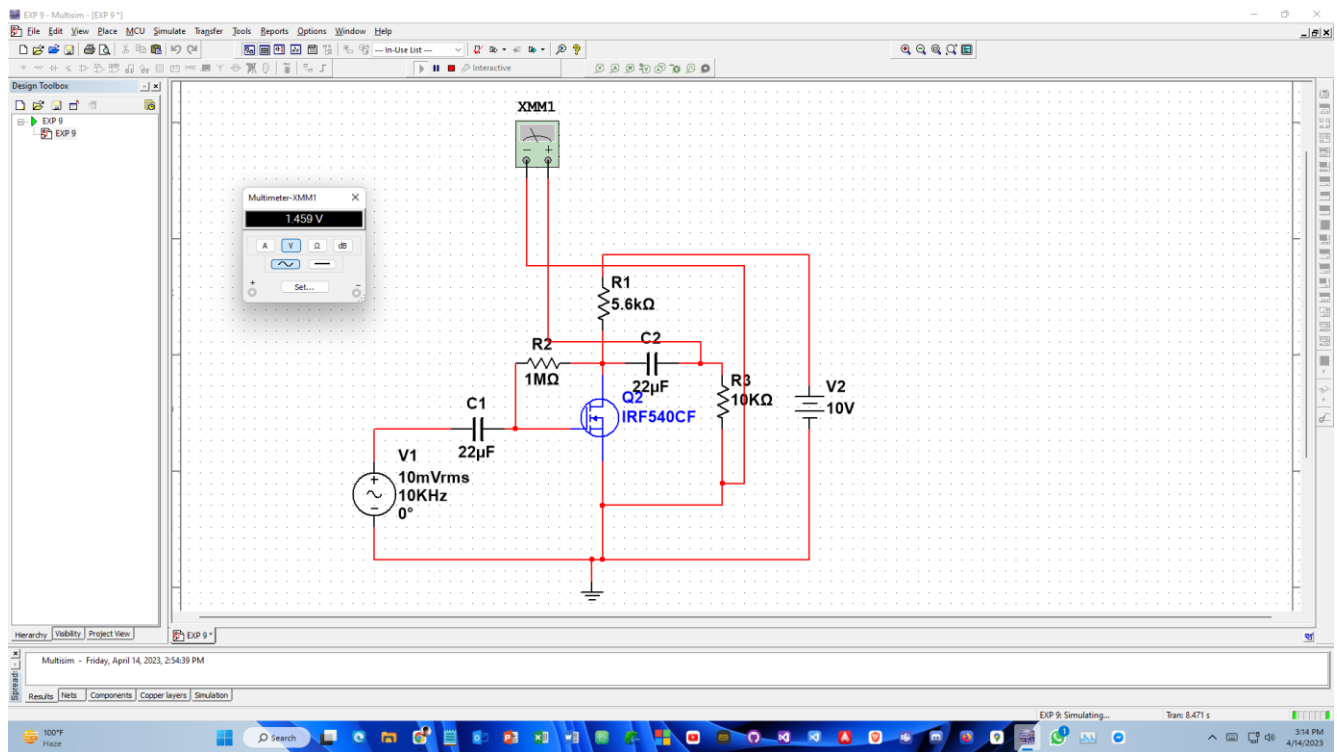 EXP 9 - Multisim - [EXP 9 *]
File Edit View Place MCU Simulate Transfer Tools Reports Options Window Help
--- In-Use List ---
Interactive
Design Toolbox
EXP 9
EXP 9
XMM1
Multimeter-XMM1
1.459 V
A V Ω dB
Set...
+ −
R1
5.6kΩ
R2
1MΩ
C2
22µF
Q2
IRF540CF
R3
10KΩ
V2
10V
C1
22µF
V1
10mVrms
10KHz
0°
Hierarchy Visibility Project View
EXP 9 *
Multisim - Friday, April 14, 2023, 2:54:39 PM
Results Nets Components Copper layers Simulation
EXP 9: Simulating... Tran: 8.471 s
100°F
Haze
Search
3:14 PM
4/14/2023